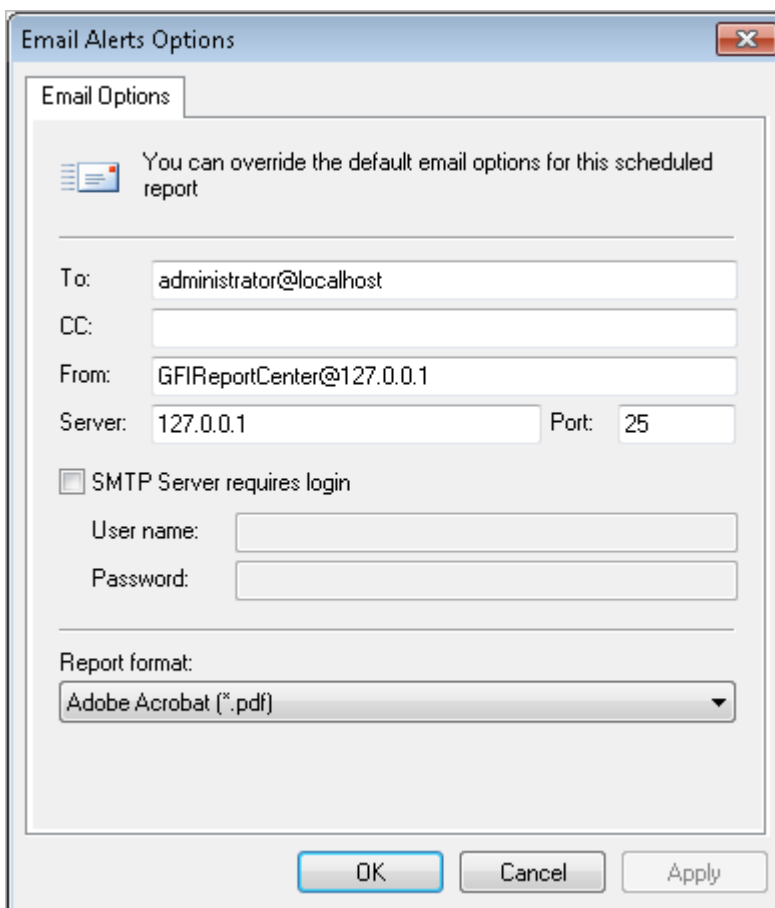 Email Alerts Options
Email Options
You can override the default email options for this scheduled
report
To: administrator@localhost
CC:
From: GFIReportCenter@127.0.0.1
Server: 127.0.0.1 Port: 25
SMTP Server requires login
User name:
Password:
Report format:
Adobe Acrobat (*.pdf)
OK Cancel Apply